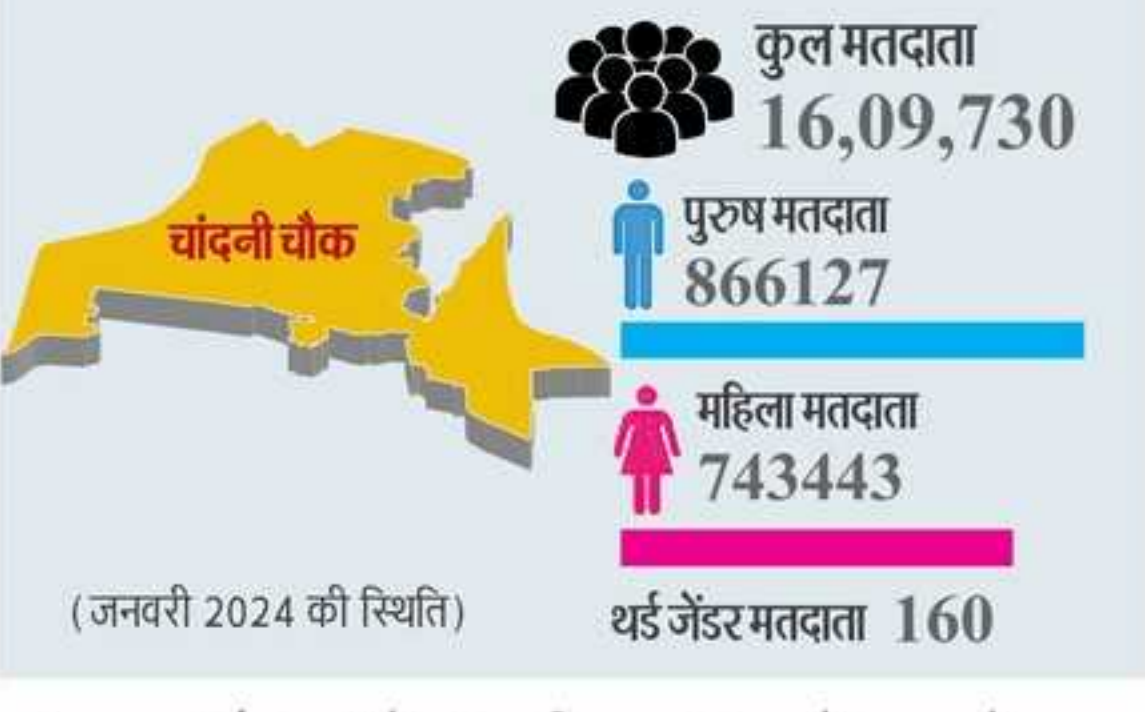 कुल मतदाता
16,09,730
चांदनी चौक
पुरुष मतदाता
866127
महिला मतदाता
743443
(जनवरी 2024 की स्थिति)
थर्ड जेंडर मतदाता 160